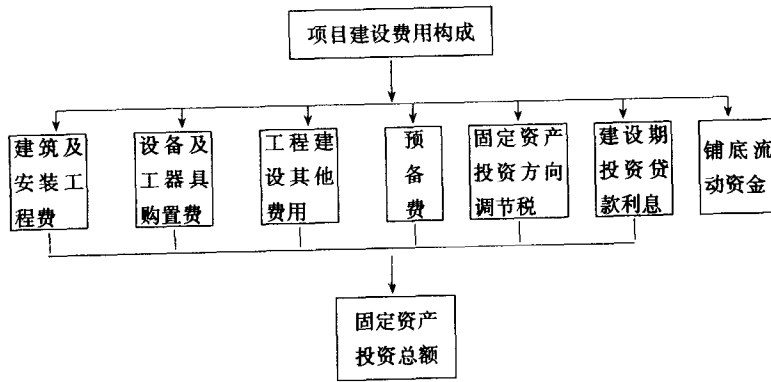 项目建设费用构成
建筑及
安装工
程费
设备及
工器具
购置费
工程建
设其他
费用
预
备
费
固定资产
投资方向
调节税
建设期
投资贷
款利息
铺底流
动资金
固定资产
投资总额